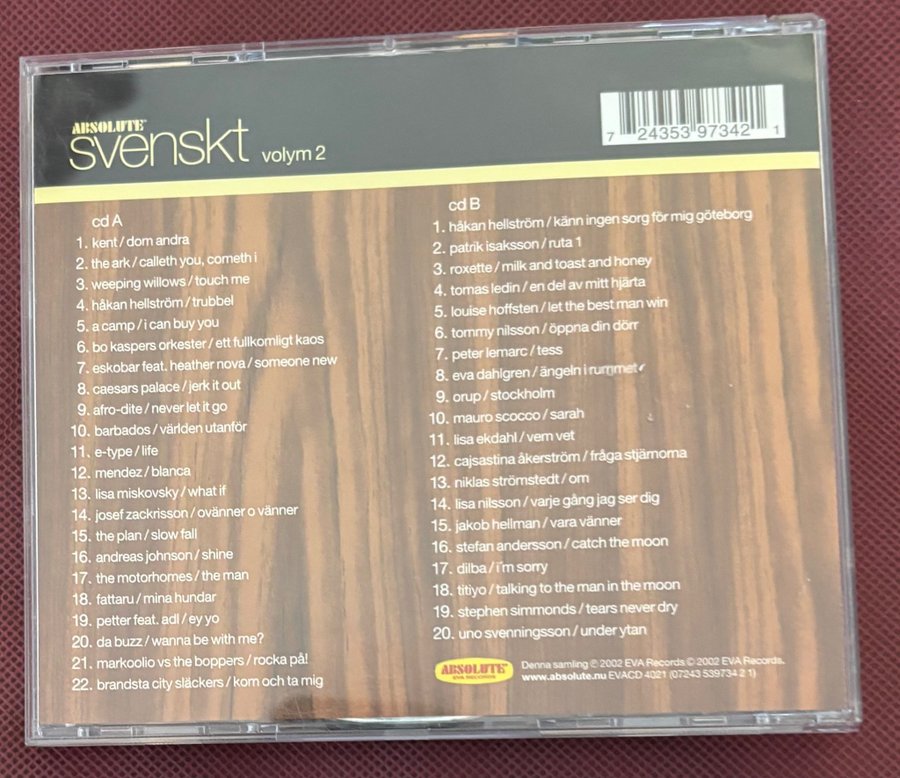 ABSOLUTE
svenskt volym 2
7 24353 97342 1
cd A
1. kent / dom andra
2. the ark / calleth you, cometh i
3. weeping willows / touch me
4. håkan hellström / trubbel
5. a camp / i can buy you
6. bo kaspers orkester / ett fullkomligt kaos
7. eskobar feat. heather nova / someone new
8. caesars palace / jerk it out
9. afro-dite / never let it go
10. barbados / världen utanför
11. e-type / life
12. mendez / blanca
13. lisa miskovsky / what if
14. josef zackrisson / ovänner o vänner
15. the plan / slow fall
16. andreas johnson / shine
17. the motorhomes / the man
18. fattaru / mina hundar
19. petter feat. adl / ey yo
20. da buzz / wanna be with me?
21. markoolio vs the boppers / rocka på!
22. brandsta city släckers / kom och ta mig
cd B
1. håkan hellström / känn ingen sorg för mig göteborg
2. patrik isaksson / ruta 1
3. roxette / milk and toast and honey
4. tomas ledin / en del av mitt hjärta
5. louise hoffsten / let the best man win
6. tommy nilsson / öppna din dörr
7. peter lemarc / tess
8. eva dahlgren / ängeln i rummet
9. orup / stockholm
10. mauro scocco / sarah
11. lisa ekdahl / vem vet
12. cajsastina åkerström / fråga stjärnorna
13. niklas strömstedt / om
14. lisa nilsson / varje gång jag ser dig
15. jakob hellman / vara vänner
16. stefan andersson / catch the moon
17. dilba / i'm sorry
18. titiyo / talking to the man in the moon
19. stephen simmonds / tears never dry
20. uno svenningsson / under ytan
ABSOLUTE
EVA RECORDS
Denna samling ℗ 2002 EVA Records © 2002 EVA Records.
www.absolute.nu EVACD 4021 (07243 539734 2 1)